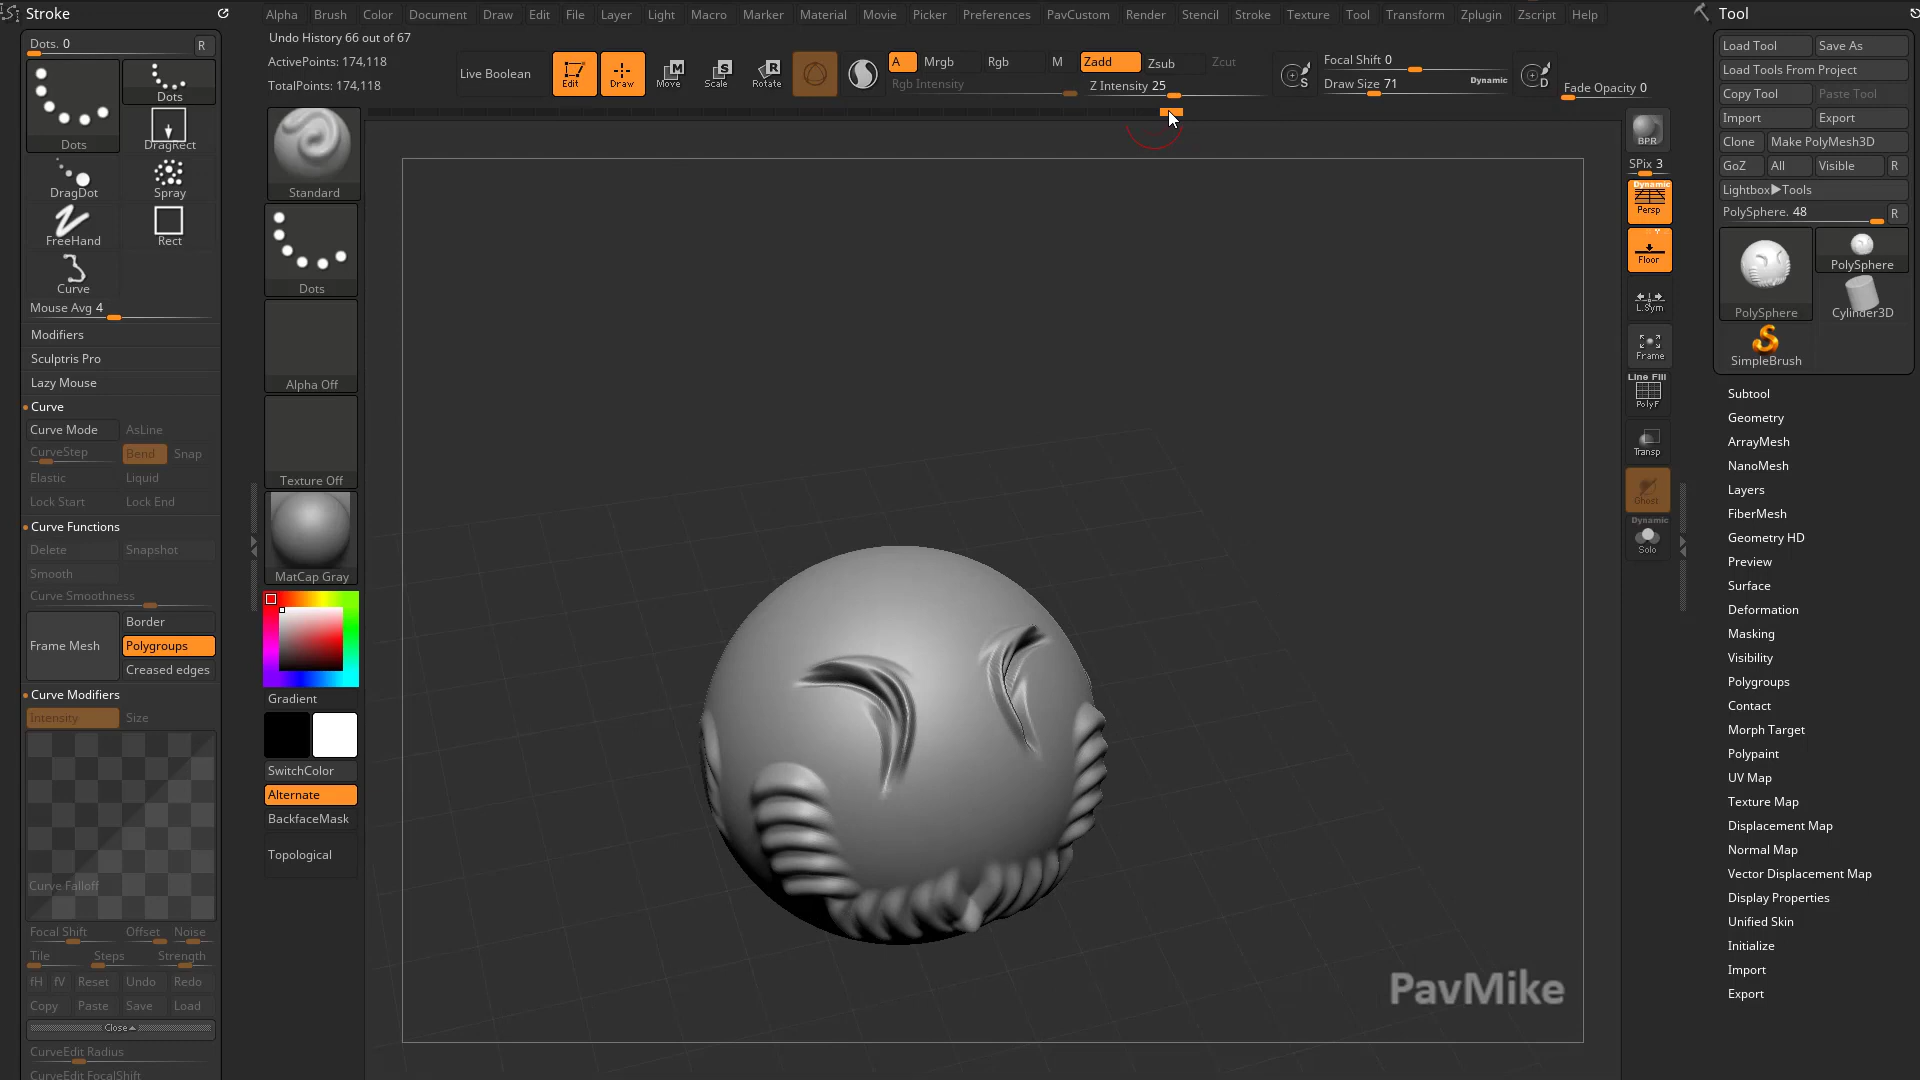 Stroke
Alpha Brush Color Document Draw Edit File Layer Light Macro Marker Material Movie Picker Preferences PavCustom Render Stencil Stroke Texture Tool Transform Zplugin Zscript Help
Tool
Undo History 66 out of 67
ActivePoints: 174,118
TotalPoints: 174,118
Live Boolean
Edit
Draw
Move
Scale
Rotate
A Mrgb Rgb M
Rgb Intensity
Zadd Zsub Zcut
Z Intensity 25
S
Focal Shift 0
Draw Size 71 Dynamic
D
Fade Opacity 0
Dots. 0 R
Dots
Dots
DragRect
DragDot Spray
FreeHand Rect
Curve
Mouse Avg 4
Modifiers
Sculptris Pro
Lazy Mouse
Curve
Curve Mode AsLine
CurveStep Bend Snap
Elastic Liquid
Lock Start Lock End
Curve Functions
Delete Snapshot
Smooth
Curve Smoothness
Frame Mesh
Border
Polygroups
Creased edges
Curve Modifiers
Intensity Size
Curve Falloff
Focal Shift Offset Noise
Tile Steps Strength
fH fV Reset Undo Redo
Copy Paste Save Load
Close
CurveEdit Radius
CurveEdit FocalShift
Standard
Dots
Alpha Off
Texture Off
MatCap Gray
Gradient
SwitchColor
Alternate
BackfaceMask
Topological
PavMike
BPR
SPix 3
Dynamic
Persp
Floor
L.Sym
Frame
Line Fill
PolyF
Transp
Ghost
Dynamic
Solo
Load Tool Save As
Load Tools From Project
Copy Tool Paste Tool
Import Export
Clone Make PolyMesh3D
GoZ All Visible R
Lightbox▶Tools
PolySphere. 48 R
PolySphere
PolySphere
Cylinder3D
SimpleBrush
Subtool
Geometry
ArrayMesh
NanoMesh
Layers
FiberMesh
Geometry HD
Preview
Surface
Deformation
Masking
Visibility
Polygroups
Contact
Morph Target
Polypaint
UV Map
Texture Map
Displacement Map
Normal Map
Vector Displacement Map
Display Properties
Unified Skin
Initialize
Import
Export